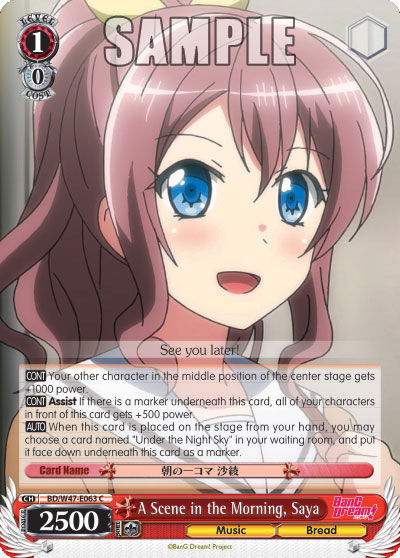 LEVEL
1
0
COST
SAMPLE
See you later!
CONT Your other character in the middle position of the center stage gets
+1000 power.
CONT Assist If there is a marker underneath this card, all of your characters
in front of this card gets +500 power.
AUTO When this card is placed on the stage from your hand, you may
choose a card named "Under the Night Sky" in your waiting room, and put
it face down underneath this card as a marker.
Card Name 朝の一コマ 沙綾
CH BD/W47-E063 C
A Scene in the Morning, Saya
BanG Dream!
POWER 2500
Music Bread
©BanG Dream! Project